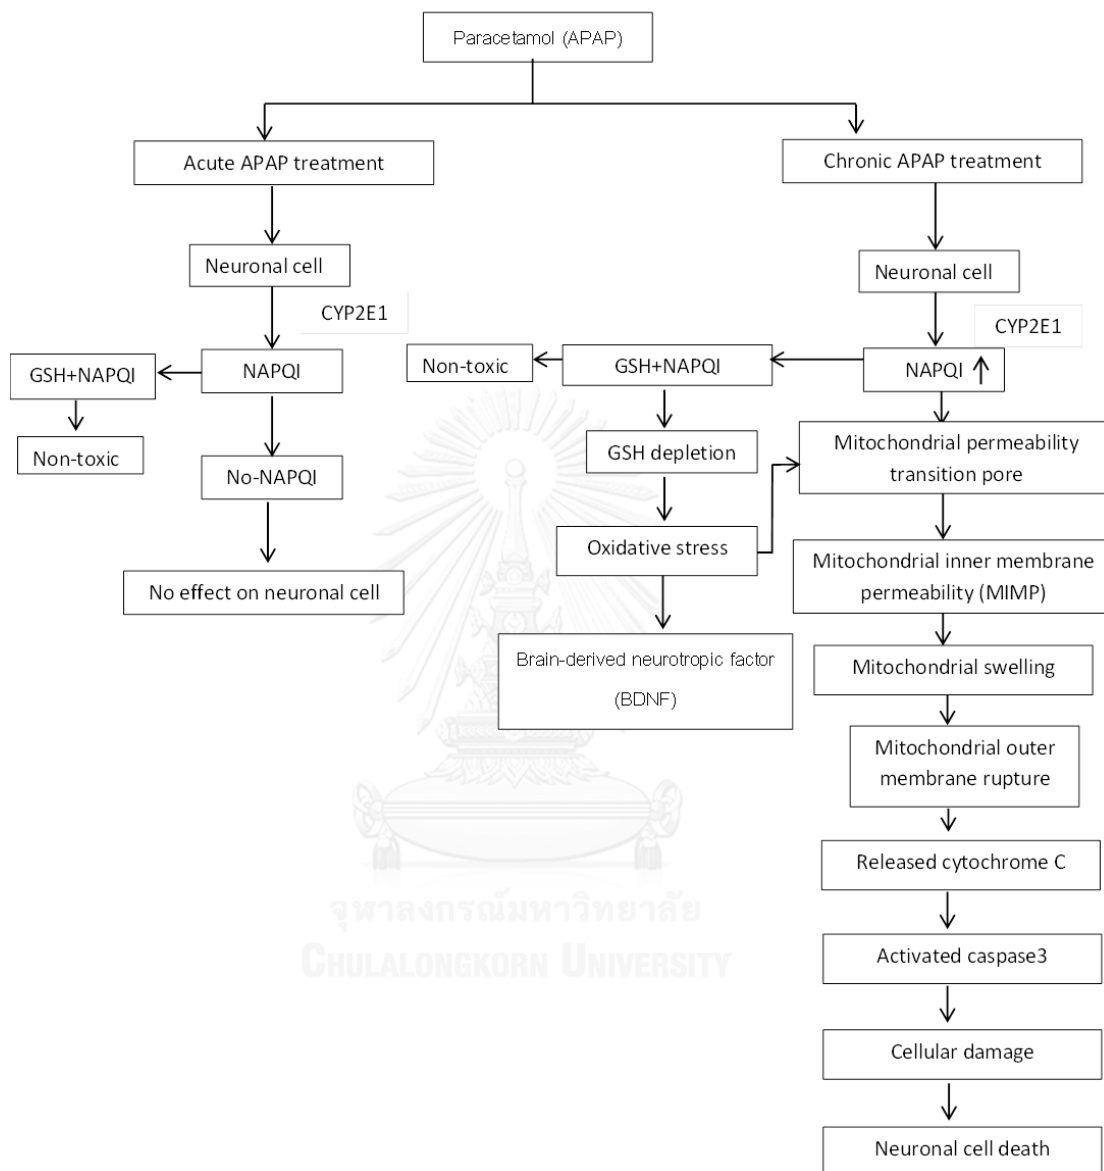 Paracetamol (APAP)
Acute APAP treatment
Chronic APAP treatment
Neuronal cell
Neuronal cell
CYP2E1
CYP2E1
GSH+NAPQI
NAPQI
Non-toxic
GSH+NAPQI
NAPQI
Non-toxic
No-NAPQI
GSH depletion
Mitochondrial permeability
transition pore
Oxidative stress
No effect on neuronal cell
Mitochondrial inner membrane
permeability (MIMP)
Brain-derived neurotropic factor
(BDNF)
Mitochondrial swelling
Mitochondrial outer
membrane rupture
Released cytochrome C
จุฬาลงกรณ์มหาวิทยาลัย
CHULALONGKORN UNIVERSITY
Activated caspase3
Cellular damage
Neuronal cell death